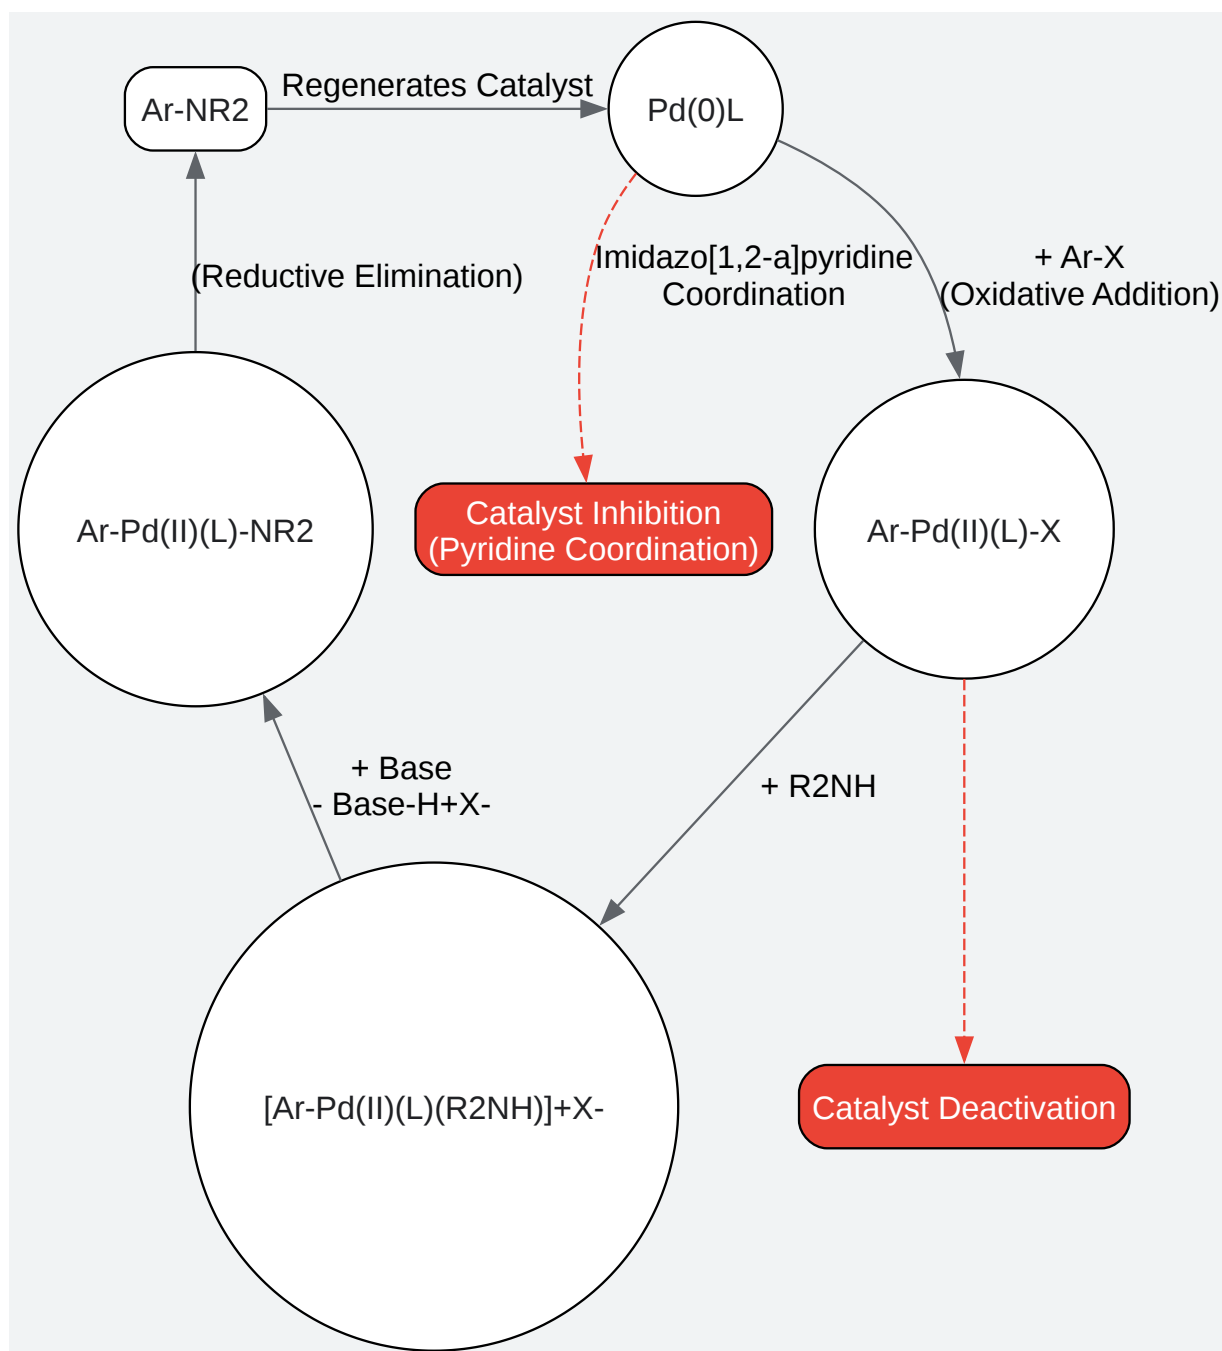 Ar-NR2
Regenerates Catalyst
Pd(0)L
(Reductive Elimination)
Imidazo[1,2-a]pyridine
Coordination
+ Ar-X
(Oxidative Addition)
Ar-Pd(II)(L)-NR2
Catalyst Inhibition
(Pyridine Coordination)
Ar-Pd(II)(L)-X
+ Base
- Base-H+X-
+ R2NH
[Ar-Pd(II)(L)(R2NH)]+X-
Catalyst Deactivation